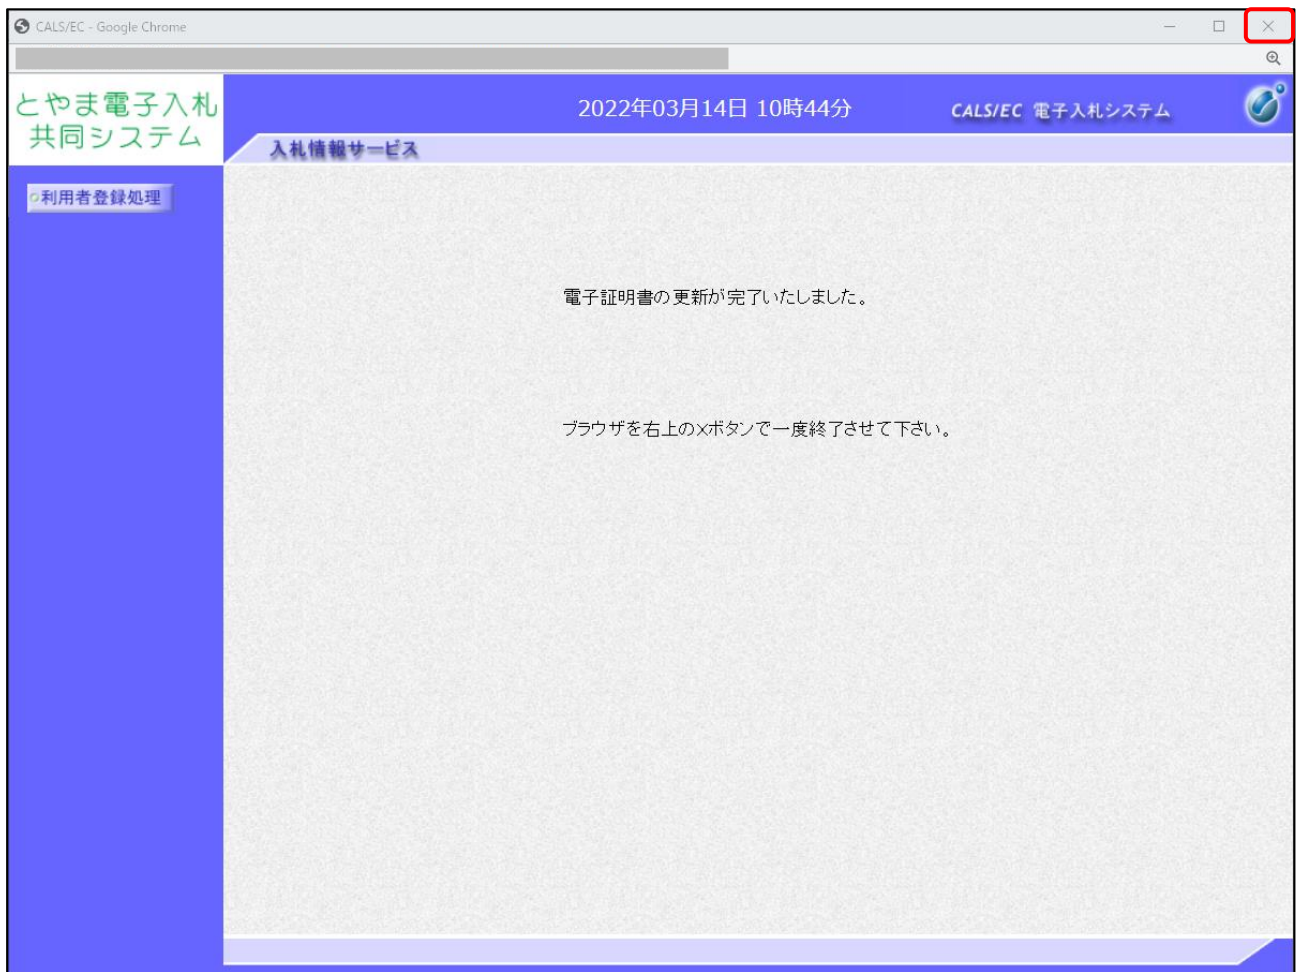 CALS/EC - Google Chrome
とやま電子入札
共同システム
2022年03月14日 10時44分
CALS/EC 電子入札システム
入札情報サービス
利用者登録処理
電子証明書の更新が完了いたしました。
ブラウザを右上の×ボタンで一度終了させて下さい。